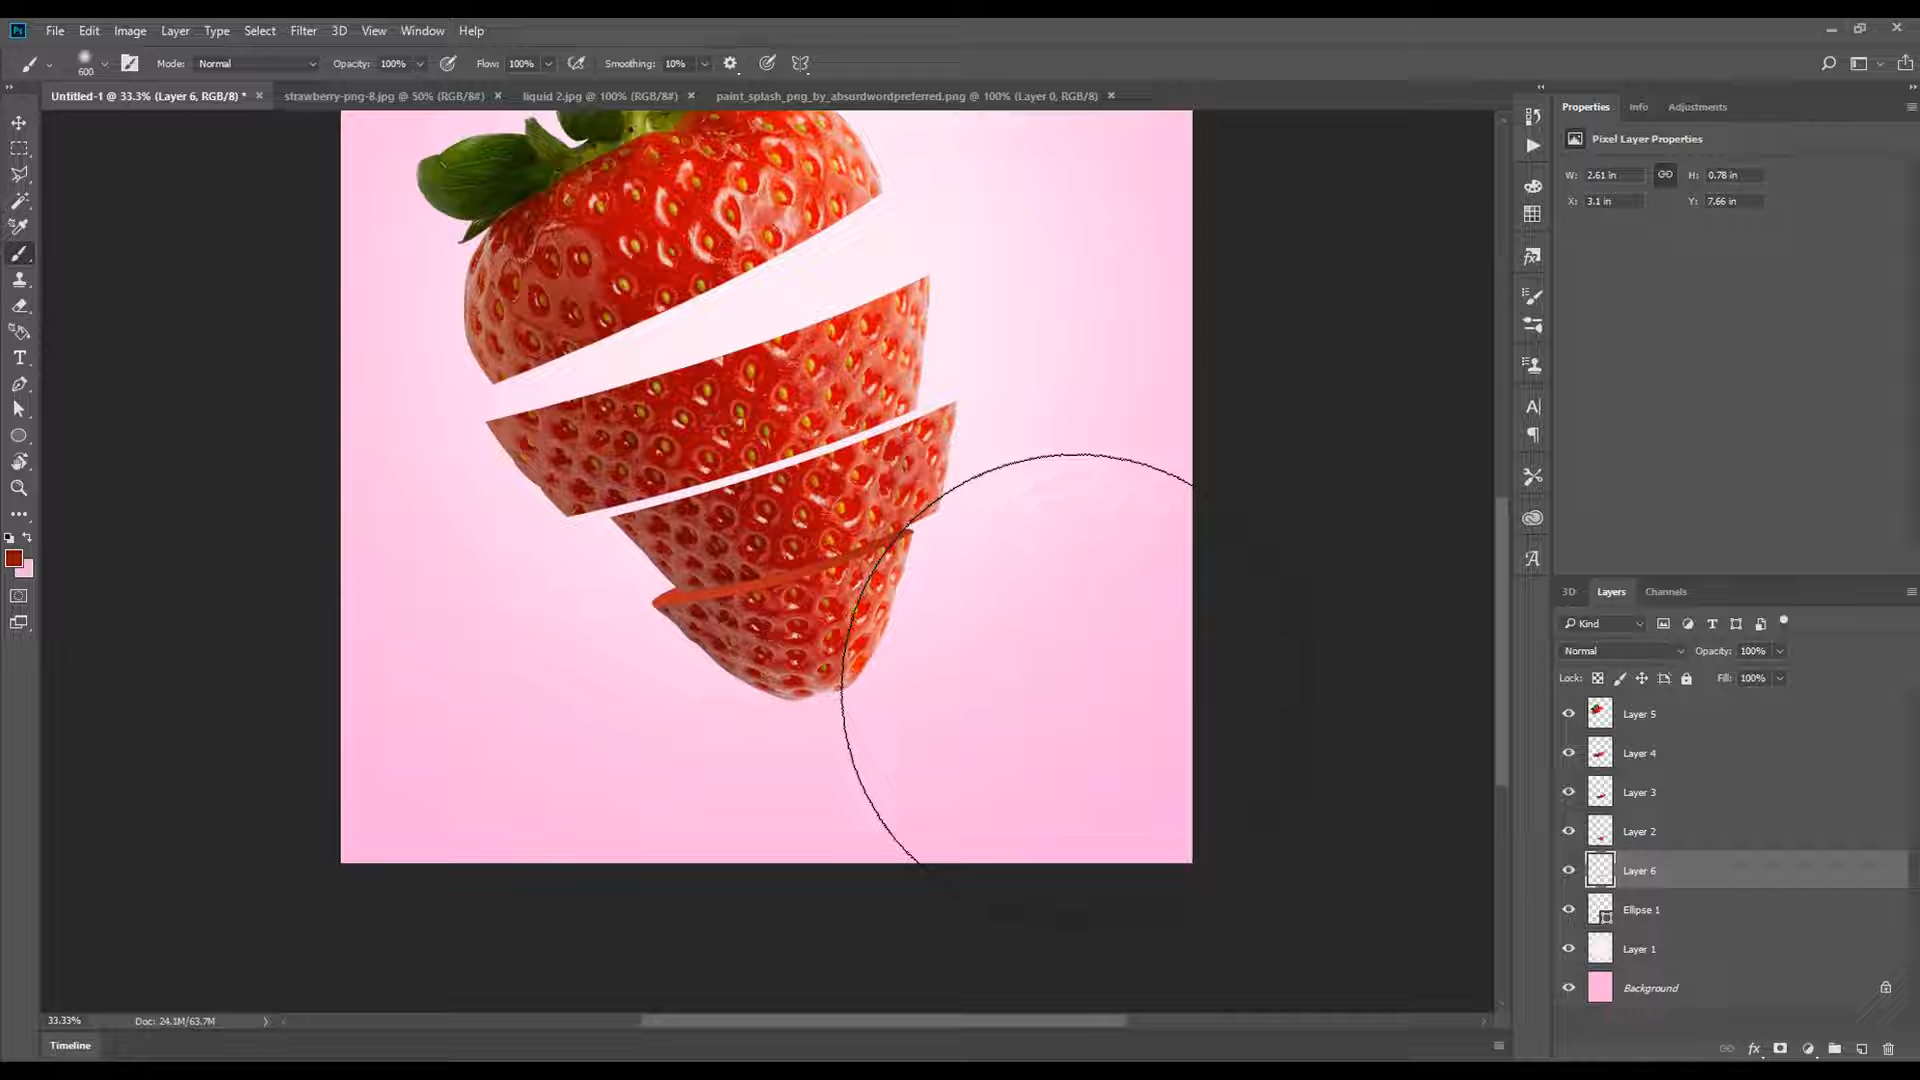 Ps File Edit Image Layer Type Select Filter 3D View Window Help
600 Mode: Normal Opacity: 100% Flow: 100% Smoothing: 10%
Untitled-1 @ 33.3% (Layer 6, RGB/8) * × strawberry-png-8.jpg @ 50% (RGB/8#) × liquid 2.jpg @ 100% (RGB/8#) × paint_splash_png_by_absurdwordpreferred.png @ 100% (Layer 0, RGB/8) ×
Properties Info Adjustments
Pixel Layer Properties
W: 2.61 in H: 0.78 in
X: 3.1 in Y: 7.66 in
3D Layers Channels
Kind
Normal Opacity: 100%
Lock: Fill: 100%
Layer 5
Layer 4
Layer 3
Layer 2
Layer 6
Ellipse 1
Layer 1
Background
33.33% Doc: 24.1M/63.7M
Timeline